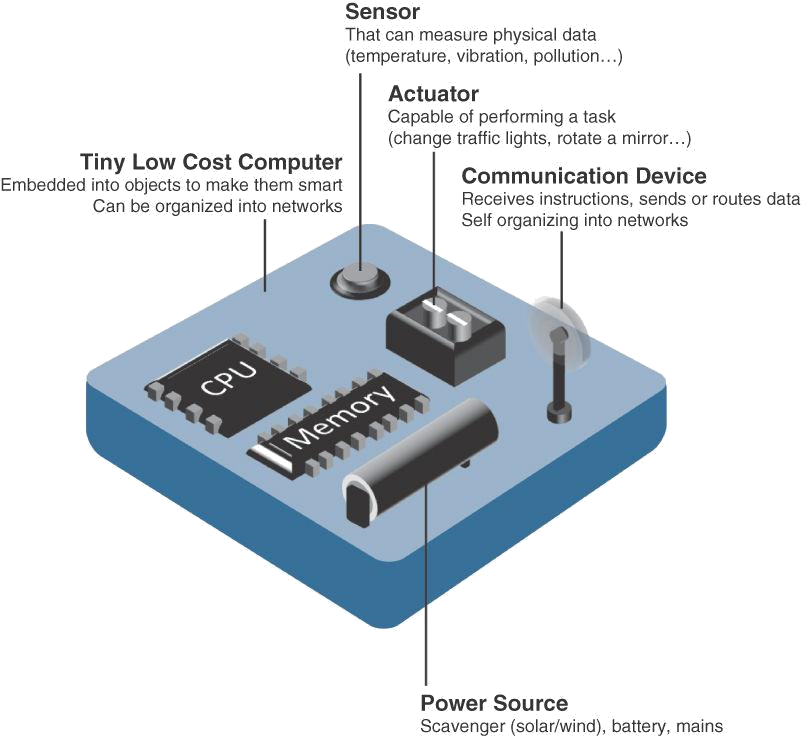 Sensor
That can measure physical data
(temperature, vibration, pollution…)
Actuator
Capable of performing a task
(change traffic lights, rotate a mirror…)
Tiny Low Cost Computer
Embedded into objects to make them smart
Can be organized into networks
Communication Device
Receives instructions, sends or routes data
Self organizing into networks
CPU
Memory
Power Source
Scavenger (solar/wind), battery, mains